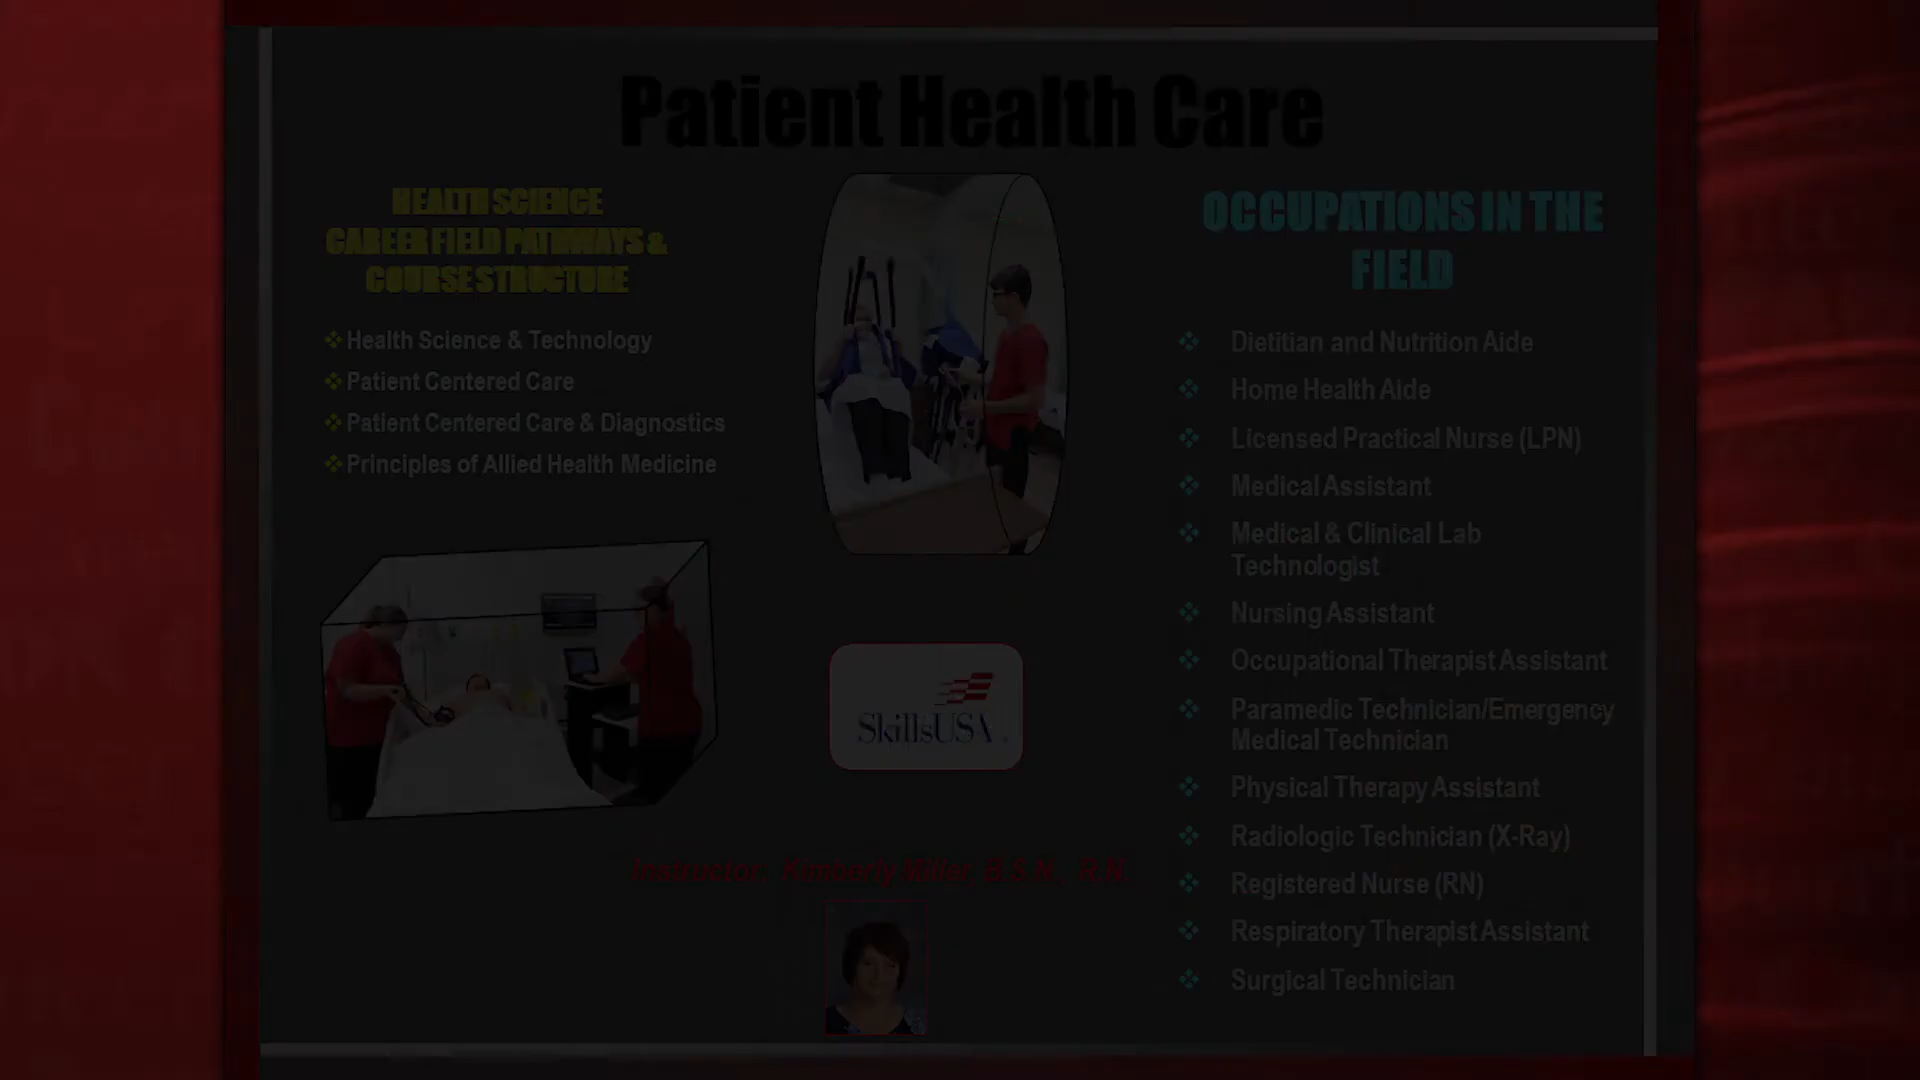 Patient Health Care
HEALTH SCIENCE
CAREER FIELD PATHWAYS &
COURSE STRUCTURE
Health Science & Technology
Patient Centered Care
Patient Centered Care & Diagnostics
Principles of Allied Health Medicine
SkillsUSA
Instructor: Kimberly Miller, B.S.N., R.N.
OCCUPATIONS IN THE
FIELD
Dietitian and Nutrition Aide
Home Health Aide
Licensed Practical Nurse (LPN)
Medical Assistant
Medical & Clinical Lab
Technologist
Nursing Assistant
Occupational Therapist Assistant
Paramedic Technician/Emergency
Medical Technician
Physical Therapy Assistant
Radiologic Technician (X-Ray)
Registered Nurse (RN)
Respiratory Therapist Assistant
Surgical Technician